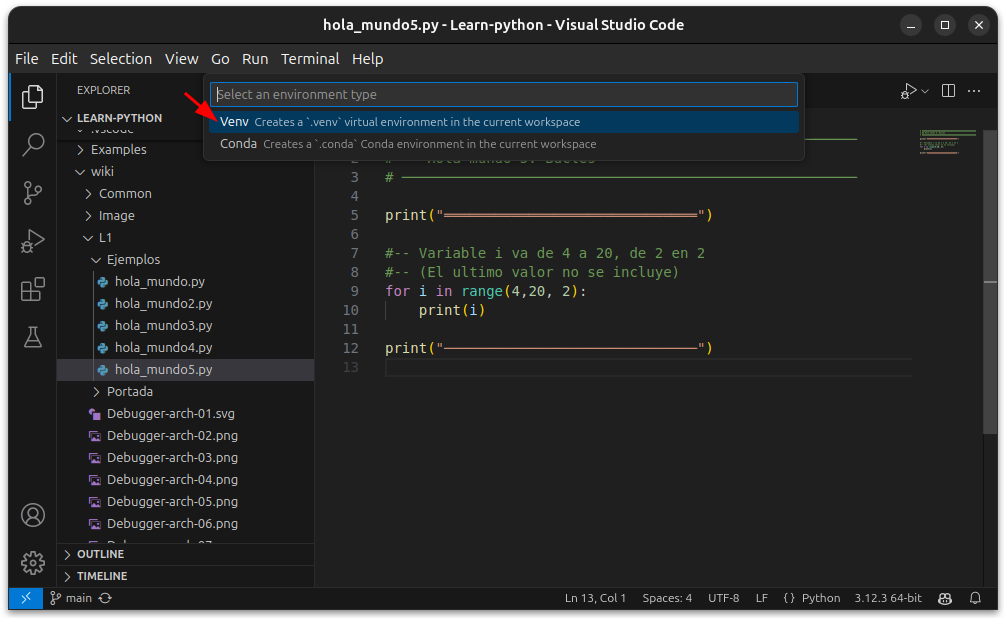 hola_mundo5.py - Learn-python - Visual Studio Code
File Edit Selection View Go Run Terminal Help
EXPLORER
Select an environment type
Venv Creates a `.venv` virtual environment in the current workspace
Conda Creates a `.conda` Conda environment in the current workspace
LEARN-PYTHON
.vscode
Examples
wiki
Common
Image
L1
Ejemplos
hola_mundo.py
hola_mundo2.py
hola_mundo3.py
hola_mundo4.py
hola_mundo5.py
Portada
Debugger-arch-01.svg
Debugger-arch-02.png
Debugger-arch-03.png
Debugger-arch-04.png
Debugger-arch-05.png
Debugger-arch-06.png
OUTLINE
TIMELINE
3 # ────────────────────────────
4
5 print("════════════════════════════")
6
7 #-- Variable i va de 4 a 20, de 2 en 2
8 #-- (El ultimo valor no se incluye)
9 for i in range(4,20, 2):
10 print(i)
11
12 print("────────────────────────────")
13
main
Ln 13, Col 1 Spaces: 4 UTF-8 LF {} Python 3.12.3 64-bit